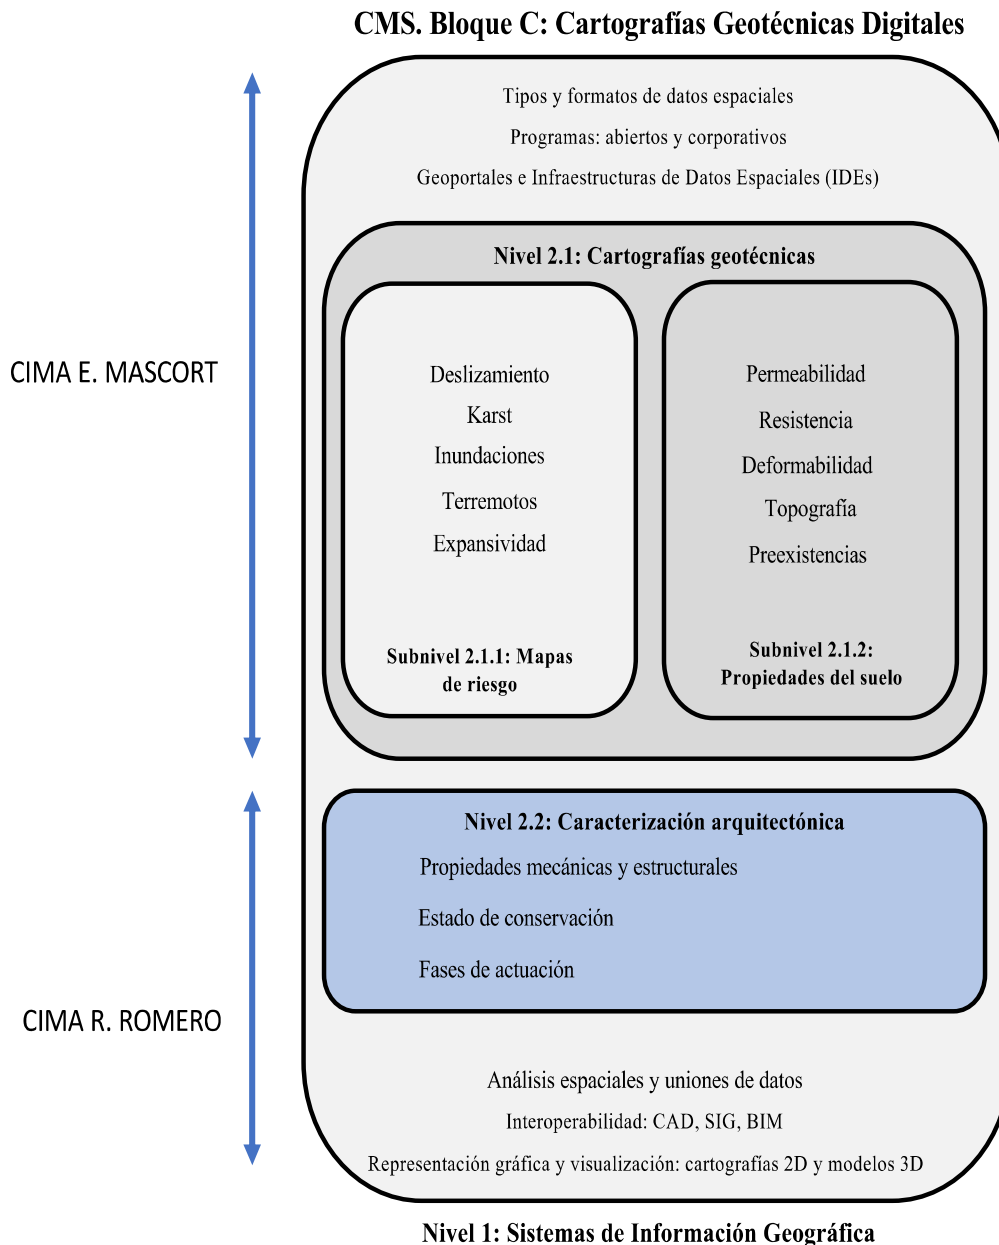 CMS. Bloque C: Cartografías Geotécnicas Digitales
Tipos y formatos de datos espaciales
Programas: abiertos y corporativos
Geoportales e Infraestructuras de Datos Espaciales (IDEs)
Nivel 2.1: Cartografías geotécnicas
CIMA E. MASCORT
Deslizamiento
Karst
Inundaciones
Terremotos
Expansividad
Subnivel 2.1.1: Mapas
de riesgo
Permeabilidad
Resistencia
Deformabilidad
Topografía
Preexistencias
Subnivel 2.1.2:
Propiedades del suelo
Nivel 2.2: Caracterización arquitectónica
Propiedades mecánicas y estructurales
Estado de conservación
Fases de actuación
CIMA R. ROMERO
Análisis espaciales y uniones de datos
Interoperabilidad: CAD, SIG, BIM
Representación gráfica y visualización: cartografías 2D y modelos 3D
Nivel 1: Sistemas de Información Geográfica